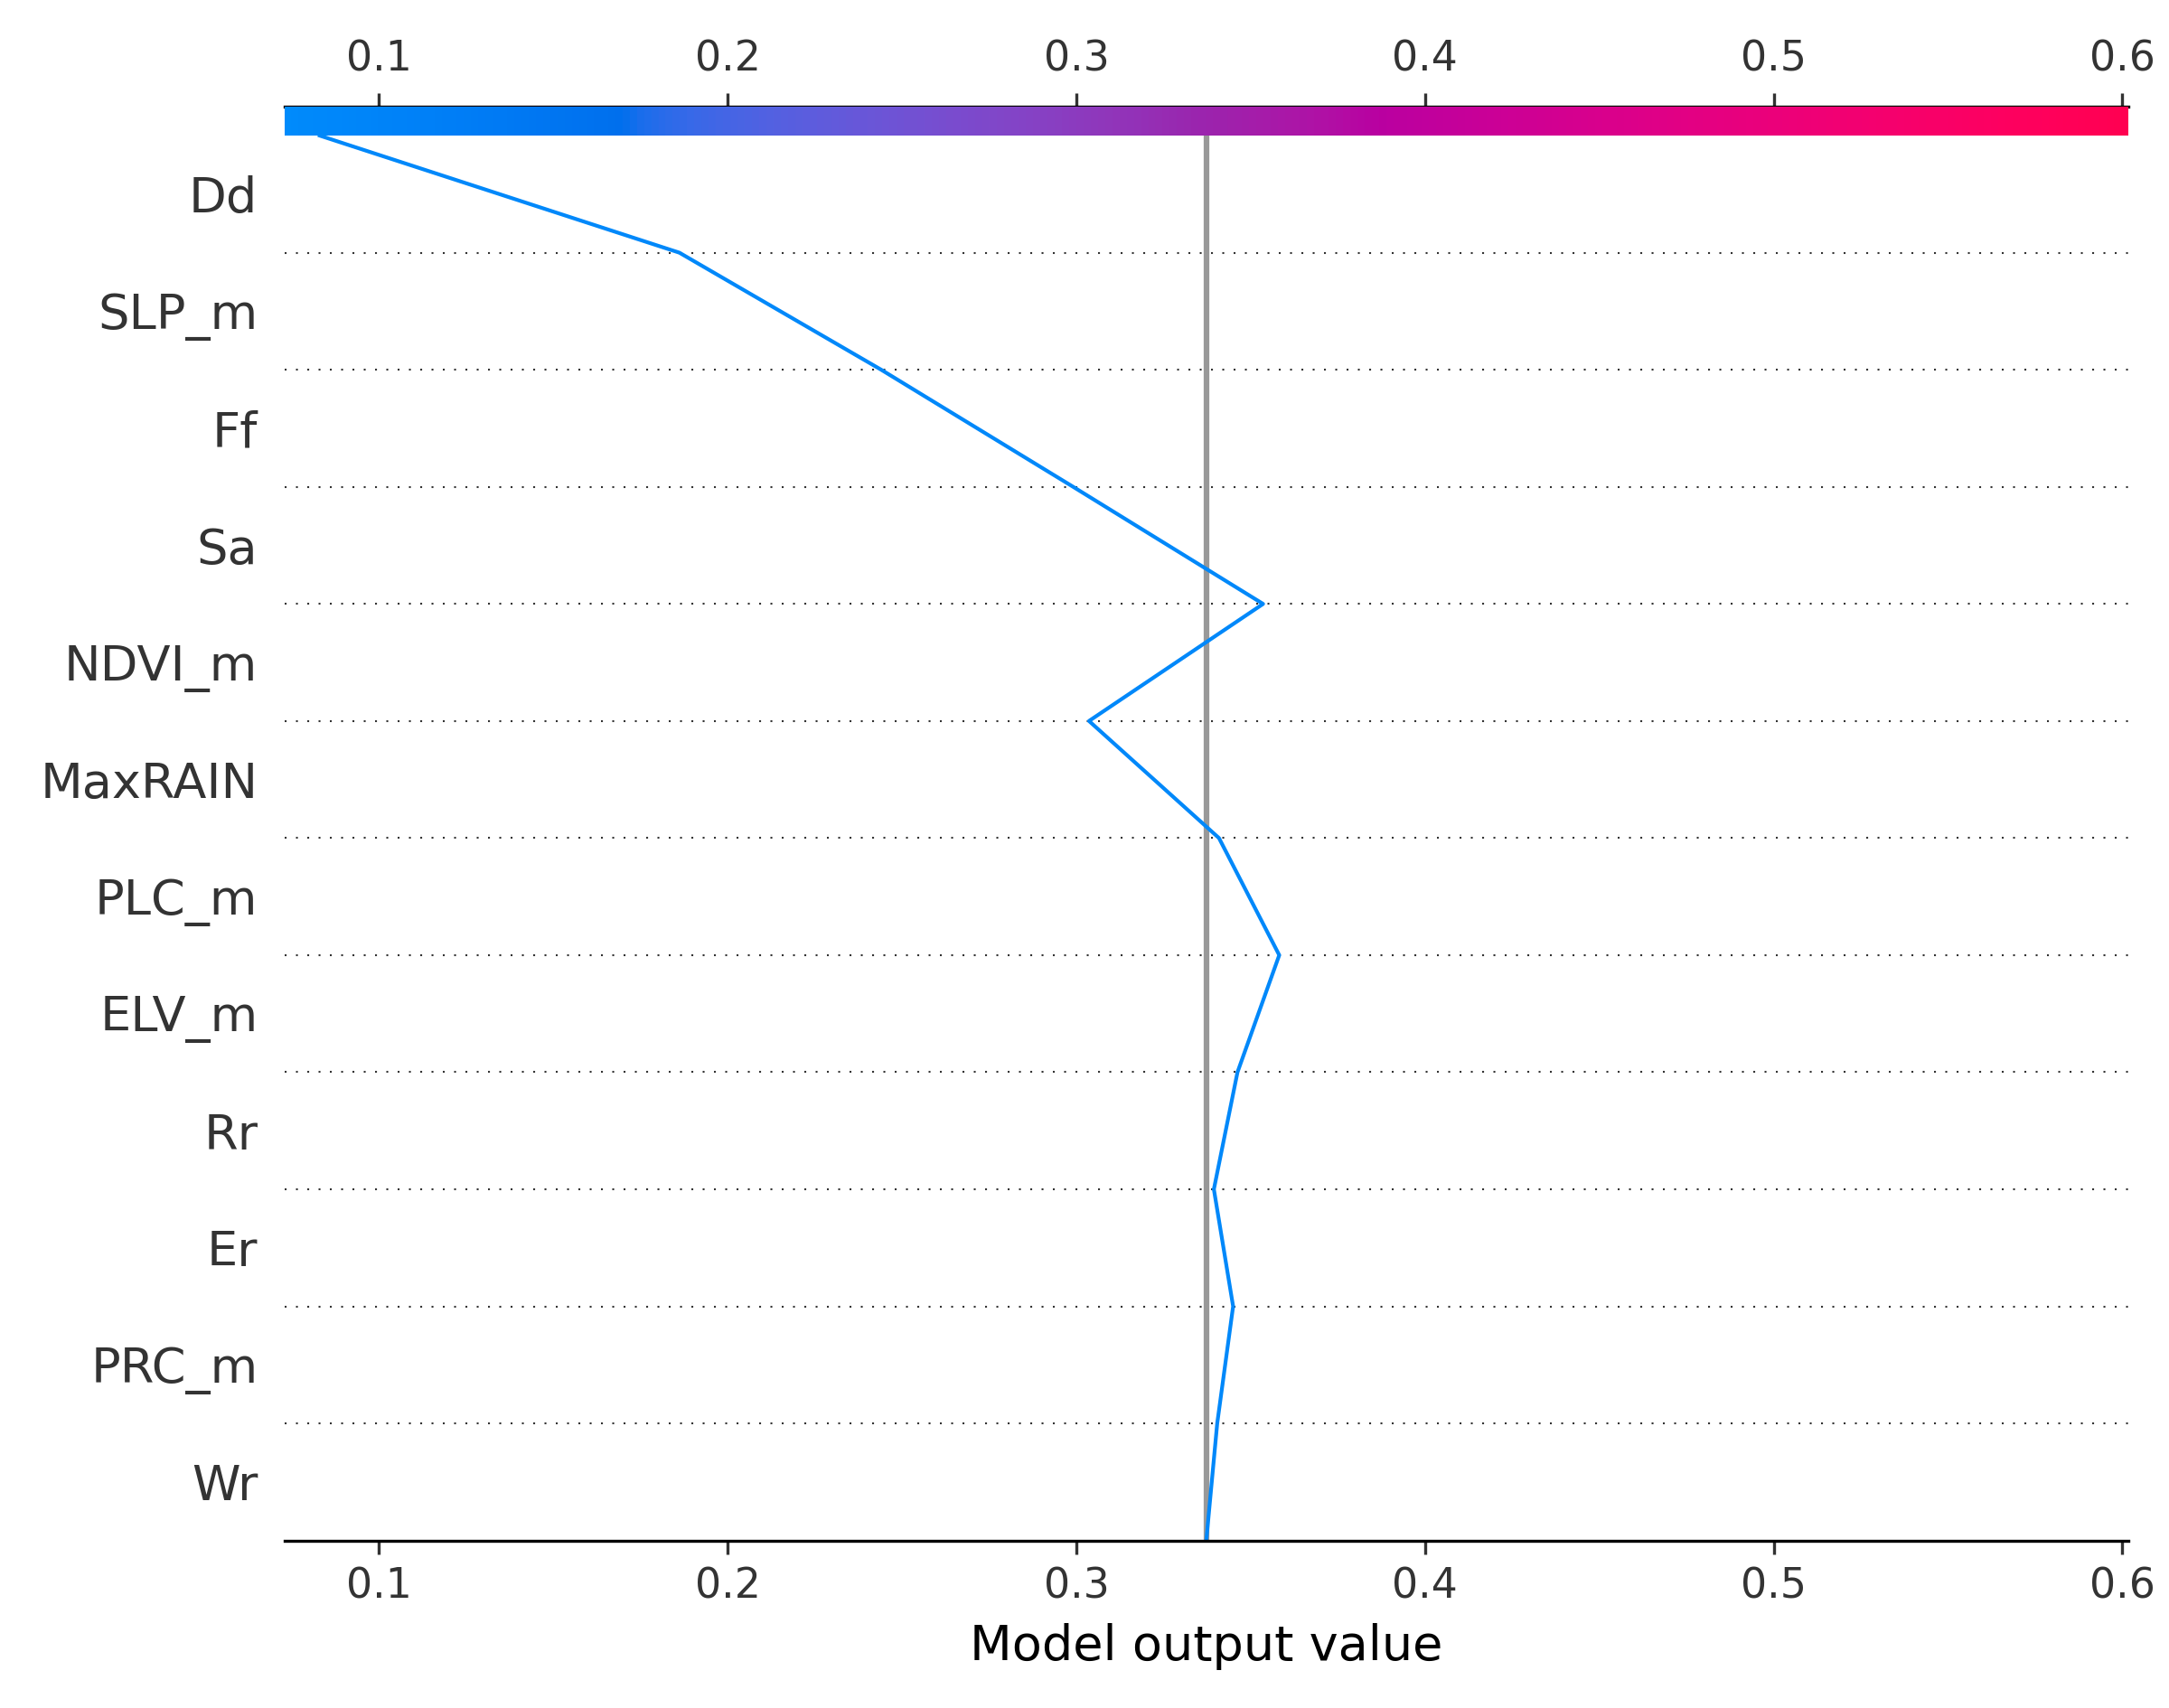 0.1 0.2 0.3 0.4 0.5 0.6
Dd
SLP_m
Ff
Sa
NDVI_m
MaxRAIN
PLC_m
ELV_m
Rr
Er
PRC_m
Wr
0.1 0.2 0.3 0.4 0.5 0.6
Model output value